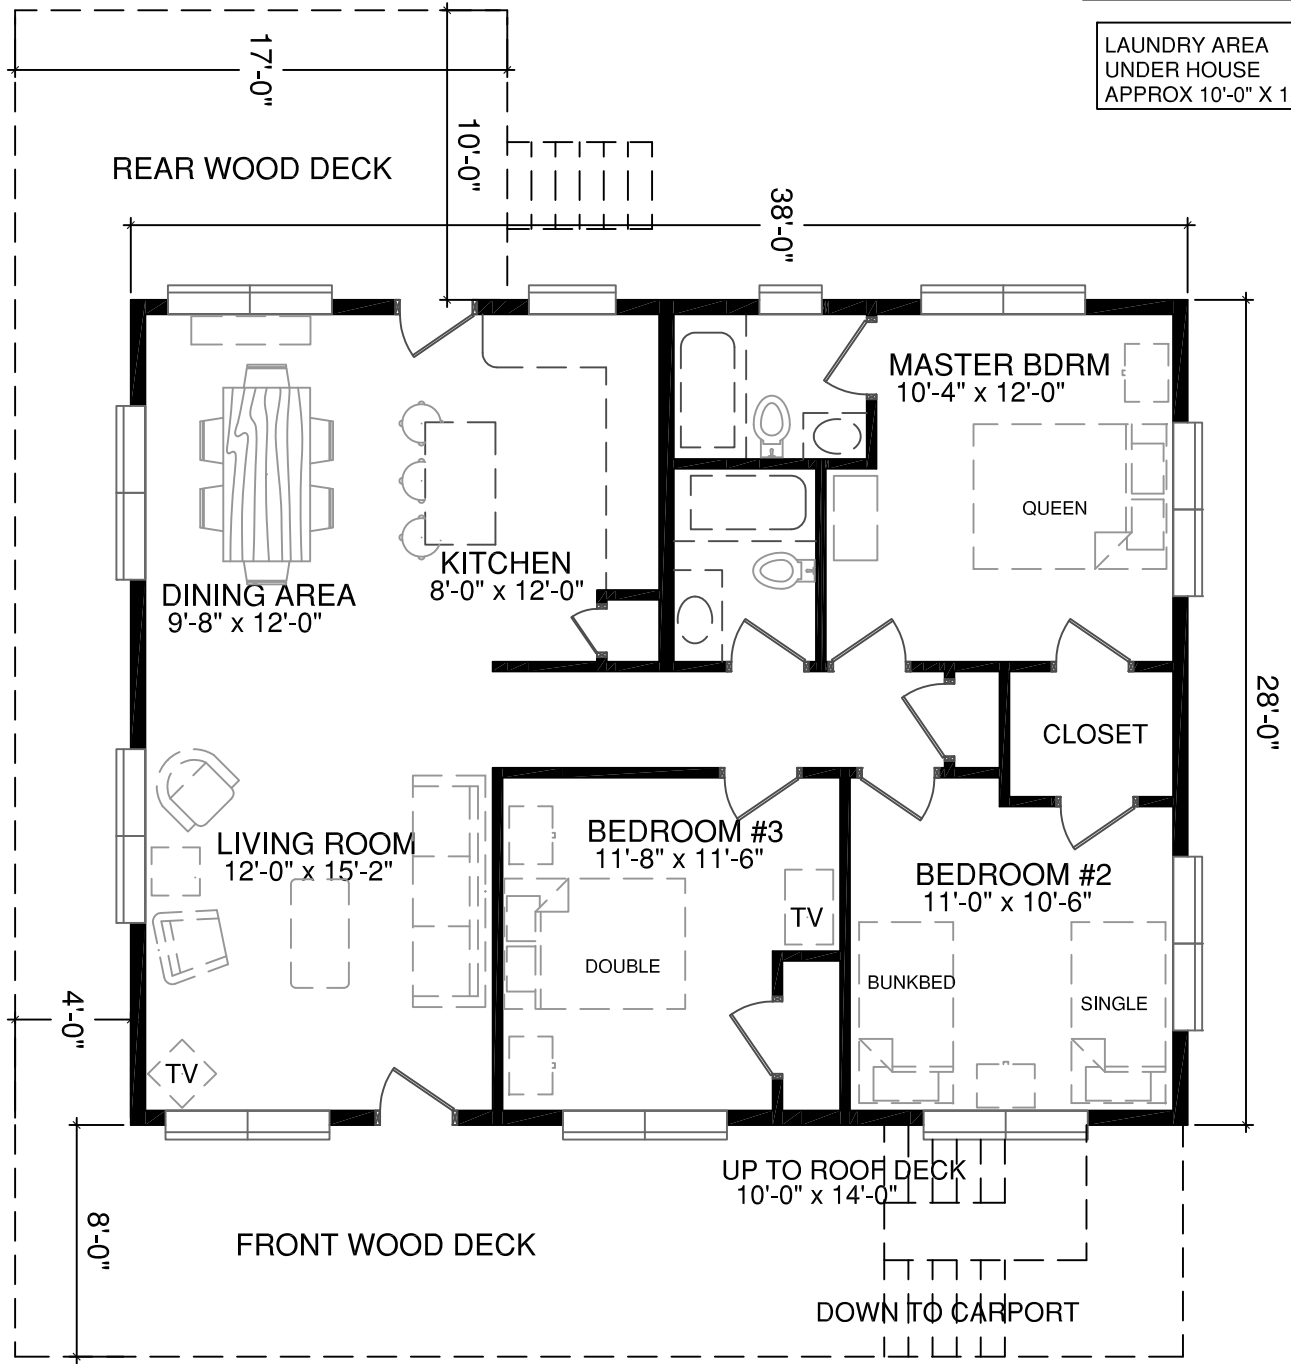 LAUNDRY AREA
UNDER HOUSE
APPROX 10'-0" X 1
17'-0"
10'-0"
REAR WOOD DECK
38'-0"
MASTER BDRM
10'-4" x 12'-0"
QUEEN
KITCHEN
8'-0" x 12'-0"
DINING AREA
9'-8" x 12'-0"
28'-0"
CLOSET
LIVING ROOM
12'-0" x 15'-2"
BEDROOM #3
11'-8" x 11'-6"
BEDROOM #2
11'-0" x 10'-6"
TV
DOUBLE
BUNKBED
SINGLE
4'-0"
TV
UP TO ROOF DECK
10'-0" x 14'-0"
8'-0"
FRONT WOOD DECK
DOWN TO CARPORT